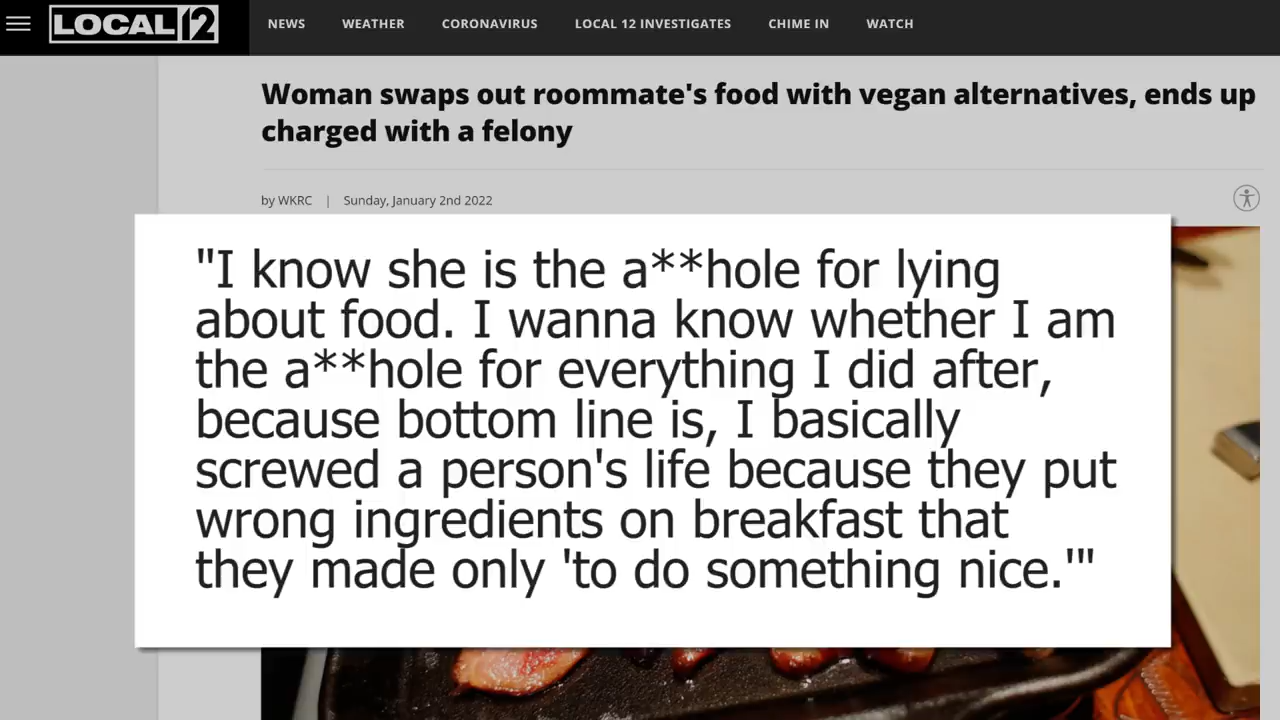 LOCAL 12
NEWS WEATHER CORONAVIRUS LOCAL 12 INVESTIGATES CHIME IN WATCH
Woman swaps out roommate's food with vegan alternatives, ends up
charged with a felony
by WKRC | Sunday, January 2nd 2022
"I know she is the a**hole for lying
about food. I wanna know whether I am
the a**hole for everything I did after,
because bottom line is, I basically
screwed a person's life because they put
wrong ingredients on breakfast that
they made only 'to do something nice.'"